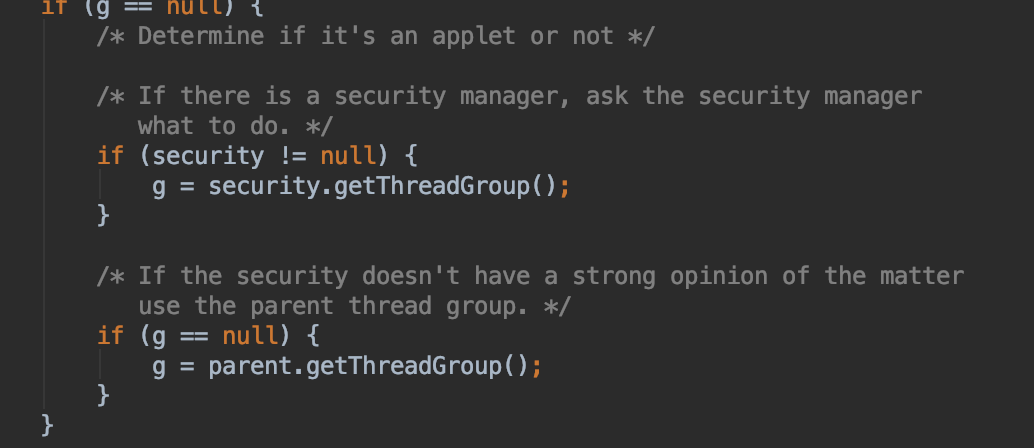 if (g == null) {
/* Determine if it's an applet or not */
/* If there is a security manager, ask the security manager
what to do. */
if (security != null) {
g = security.getThreadGroup();
}
/* If the security doesn't have a strong opinion of the matter
use the parent thread group. */
if (g == null) {
g = parent.getThreadGroup();
}
}